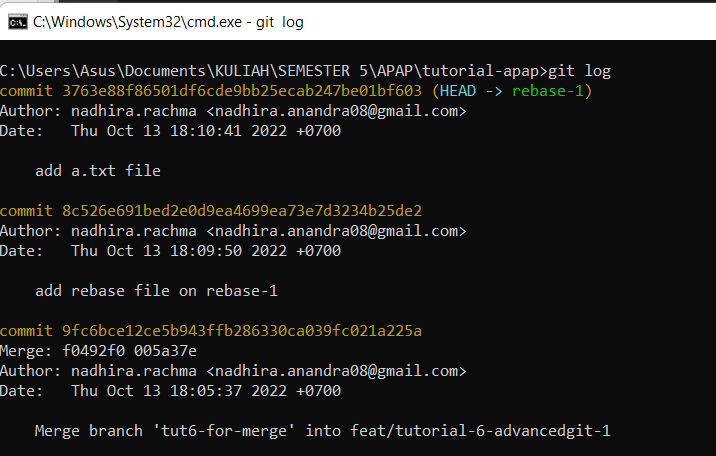 C:\Windows\System32\cmd.exe - git  log
C:\Users\Asus\Documents\KULIAH\SEMESTER 5\APAP\tutorial-apap>git log
commit 3763e88f86501df6cde9bb25ecab247be01bf603 (HEAD -> rebase-1)
Author: nadhira.rachma <nadhira.anandra08@gmail.com>
Date:   Thu Oct 13 18:10:41 2022 +0700
add a.txt file
commit 8c526e691bed2e0d9ea4699ea73e7d3234b25de2
Author: nadhira.rachma <nadhira.anandra08@gmail.com>
Date:   Thu Oct 13 18:09:50 2022 +0700
add rebase file on rebase-1
commit 9fc6bce12ce5b943ffb286330ca039fc021a225a
Merge: f0492f0 005a37e
Author: nadhira.rachma <nadhira.anandra08@gmail.com>
Date:   Thu Oct 13 18:05:37 2022 +0700
Merge branch 'tut6-for-merge' into feat/tutorial-6-advancedgit-1